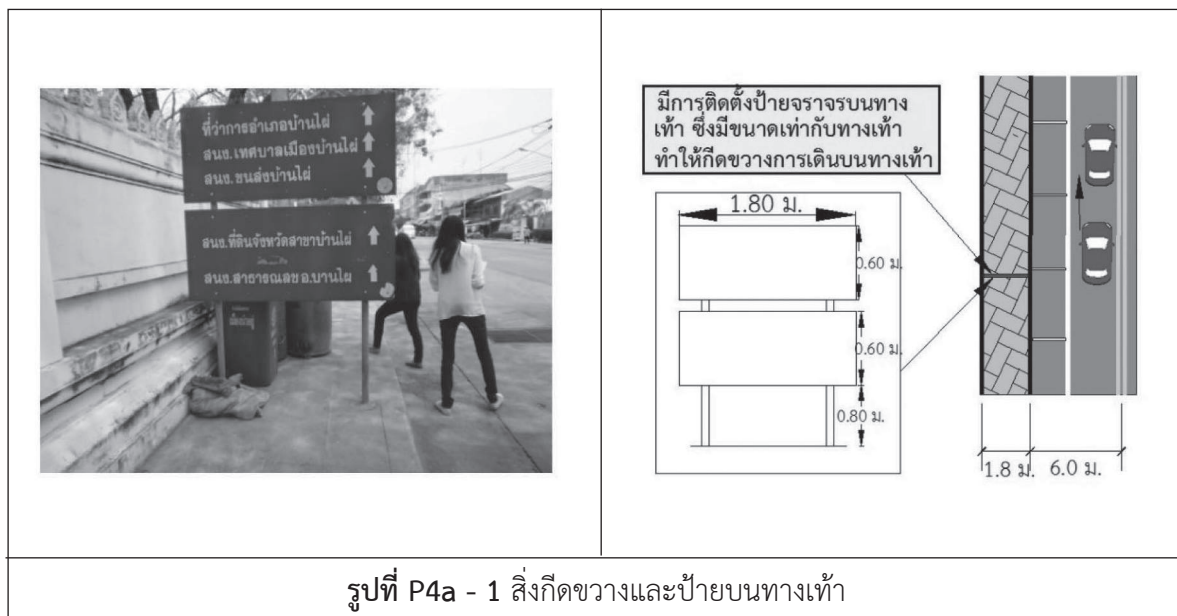 ที่ว่าการอำเภอบ้านไผ่
สนง.เทศบาลเมืองบ้านไผ่
สนง.ขนส่งบ้านไผ่
สนง.ที่ดินจังหวัดสาขาบ้านไผ่
สนง.สาธารณสุข อ.บ้านไผ่
มีการติดตั้งป้ายจราจรบนทาง
เท้า ซึ่งมีขนาดเท่ากับทางเท้า
ทำให้กีดขวางการเดินบนทางเท้า
1.80 ม.
0.60 ม.
0.60 ม.
0.80 ม.
1.8 ม.
6.0 ม.
รูปที่ P4a - 1 สิ่งกีดขวางและป้ายบนทางเท้า